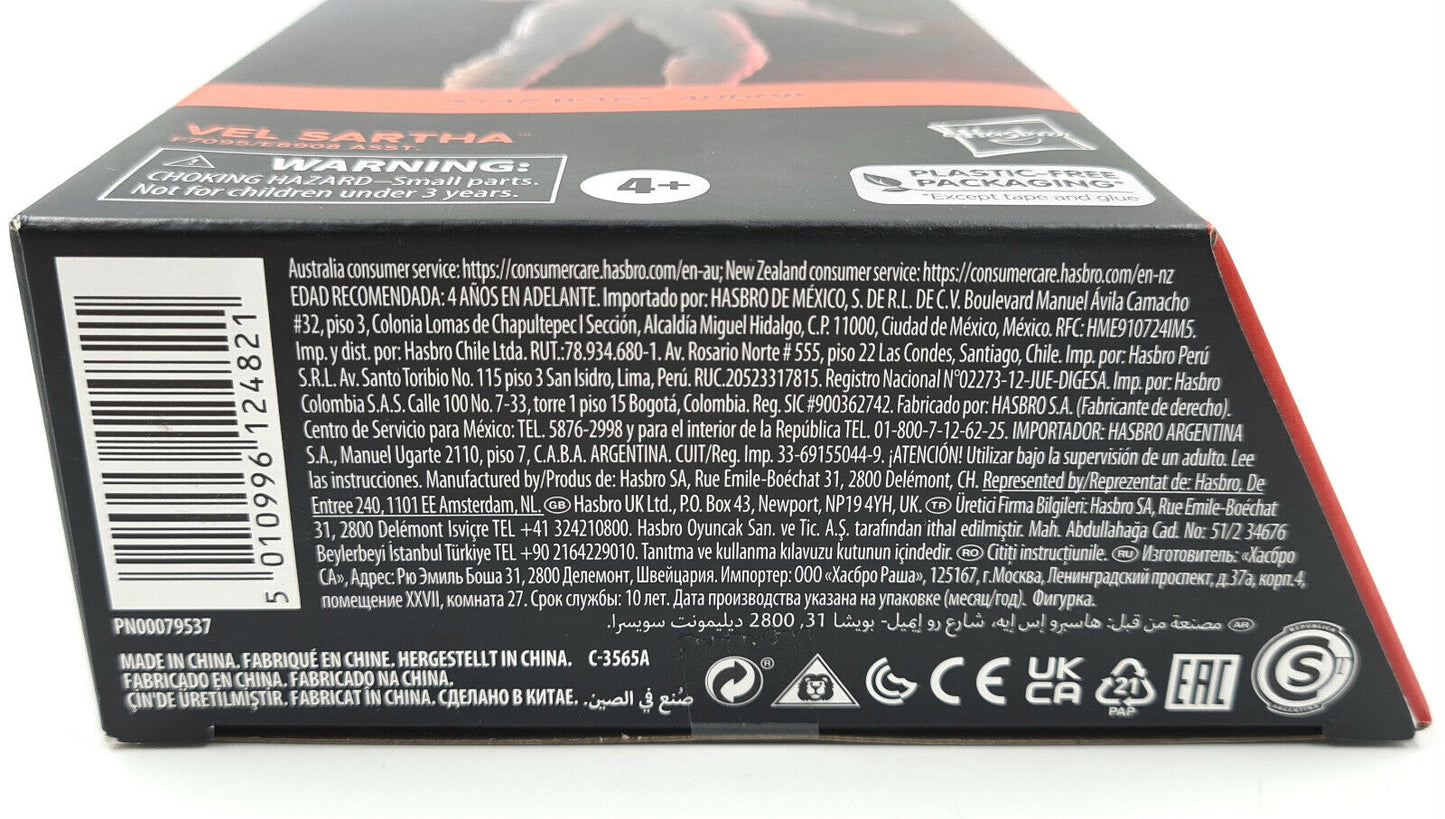 STAR WARS: ANDOR
VEL SARTHA™
F7095/E8908 ASST.
⚠ WARNING:
CHOKING HAZARD—Small parts.
Not for children under 3 years.
4+
Hasbro
PLASTIC-FREE
PACKAGING*
*Except tape and glue
5 010996 124821
Australia consumer service: https://consumercare.hasbro.com/en-au; New Zealand consumer service: https://consumercare.hasbro.com/en-nz
EDAD RECOMENDADA: 4 AÑOS EN ADELANTE. Importado por: HASBRO DE MÉXICO, S. DE R.L. DE C.V. Boulevard Manuel Ávila Camacho
#32, piso 3, Colonia Lomas de Chapultepec I Sección, Alcaldía Miguel Hidalgo, C.P. 11000, Ciudad de México, México. RFC: HME910724IM5.
Imp. y dist. por: Hasbro Chile Ltda. RUT.:78.934.680-1. Av. Rosario Norte # 555, piso 22 Las Condes, Santiago, Chile. Imp. por: Hasbro Perú
S.R.L. Av. Santo Toribio No. 115 piso 3 San Isidro, Lima, Perú. RUC.20523317815. Registro Nacional N°02273-12-JUE-DIGESA. Imp. por: Hasbro
Colombia S.A.S. Calle 100 No. 7-33, torre 1 piso 15 Bogotá, Colombia. Reg. SIC #900362742. Fabricado por: HASBRO S.A. (Fabricante de derecho).
Centro de Servicio para México: TEL. 5876-2998 y para el interior de la República TEL. 01-800-7-12-62-25. IMPORTADOR: HASBRO ARGENTINA
S.A., Manuel Ugarte 2110, piso 7, C.A.B.A. ARGENTINA. CUIT/Reg. Imp. 33-69155044-9. ¡ATENCIÓN! Utilizar bajo la supervisión de un adulto. Lee
las instrucciones. Manufactured by/Produs de: Hasbro SA, Rue Emile-Boéchat 31, 2800 Delémont, CH. Represented by/Reprezentat de: Hasbro, De
Entree 240, 1101 EE Amsterdam, NL. GB Hasbro UK Ltd., P.O. Box 43, Newport, NP19 4YH, UK. TR Üretici Firma Bilgileri: Hasbro SA, Rue Emile-Boéchat
31, 2800 Delémont Isviçre TEL +41 324210800. Hasbro Oyuncak San. ve Tic. A.Ş. tarafından ithal edilmiştir. Mah. Abdullahağa Cad. No: 51/2 34676
Beylerbeyi İstanbul Türkiye TEL +90 2164229010. Tanıtma ve kullanma kılavuzu kutunun içindedir. RO Citiți instrucțiunile. RU Изготовитель: «Хасбро
СА», Адрес: Рю Эмиль Боша 31, 2800 Делемонт, Швейцария. Импортер: ООО «Хасбро Раша», 125167, г. Москва, Ленинградский проспект, д.37а, корп.4,
помещение XXVII, комната 27. Срок службы: 10 лет. Дата производства указана на упаковке (месяц/год). Фигурка.
AR مصنعة من قبل: هاسبرو إس إيه، شارع رو إيميل- بويشا 31, 2800 ديليمونت سويسرا.
PN00079537
MADE IN CHINA. FABRIQUÉ EN CHINE. HERGESTELLT IN CHINA. C-3565A
FABRICADO EN CHINA. FABRICADO NA CHINA.
ÇİN'DE ÜRETİLMİŞTİR. FABRICAT ÎN CHINA. СДЕЛАНО В КИТАЕ. صُنع في الصين.
®
CE
UK
CA
21
PAP
EAC
REPUBLICA
S
ARGENTINA